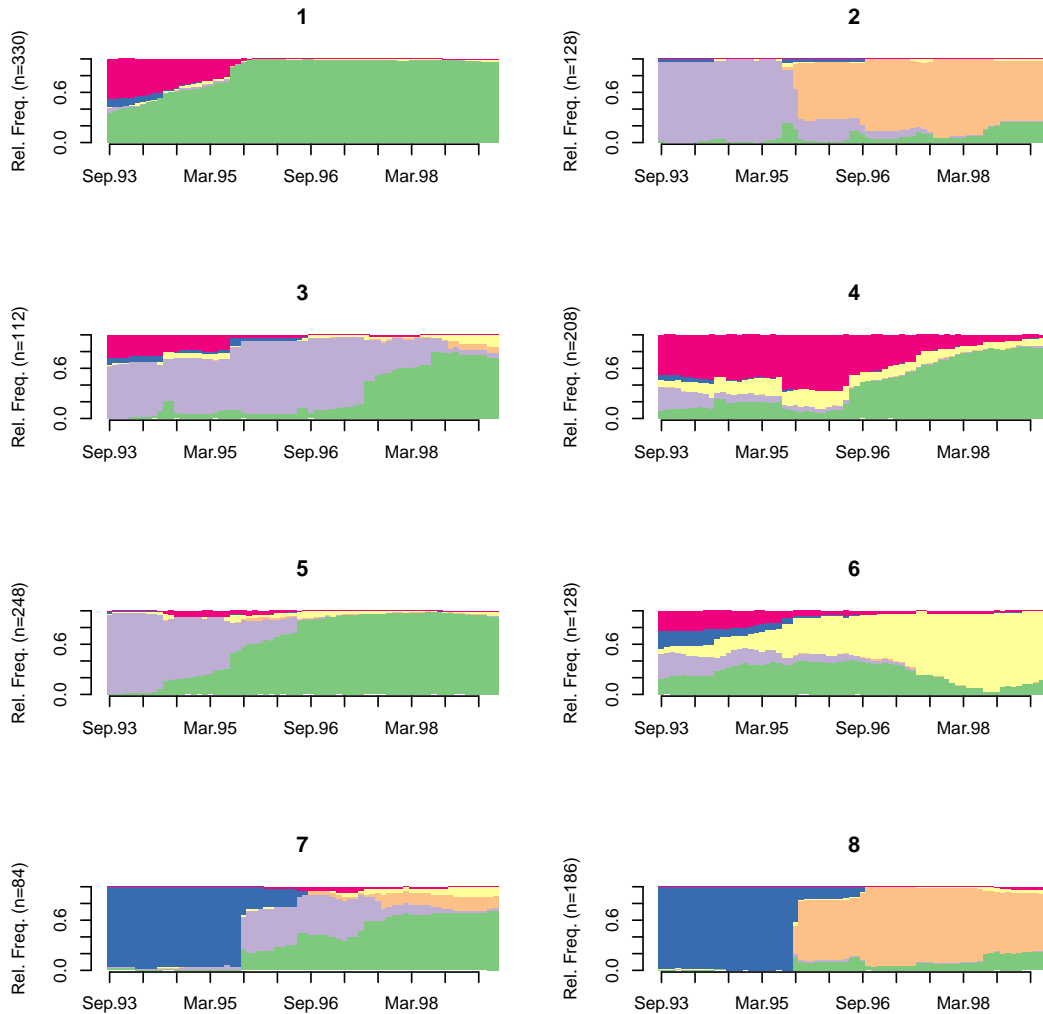 1
Rel. Freq. (n=330)
0.0 0.6
Sep.93 Mar.95 Sep.96 Mar.98
2
Rel. Freq. (n=128)
0.0 0.6
Sep.93 Mar.95 Sep.96 Mar.98
3
Rel. Freq. (n=112)
0.0 0.6
Sep.93 Mar.95 Sep.96 Mar.98
4
Rel. Freq. (n=208)
0.0 0.6
Sep.93 Mar.95 Sep.96 Mar.98
5
Rel. Freq. (n=248)
0.0 0.6
Sep.93 Mar.95 Sep.96 Mar.98
6
Rel. Freq. (n=128)
0.0 0.6
Sep.93 Mar.95 Sep.96 Mar.98
7
Rel. Freq. (n=84)
0.0 0.6
Sep.93 Mar.95 Sep.96 Mar.98
8
Rel. Freq. (n=186)
0.0 0.6
Sep.93 Mar.95 Sep.96 Mar.98